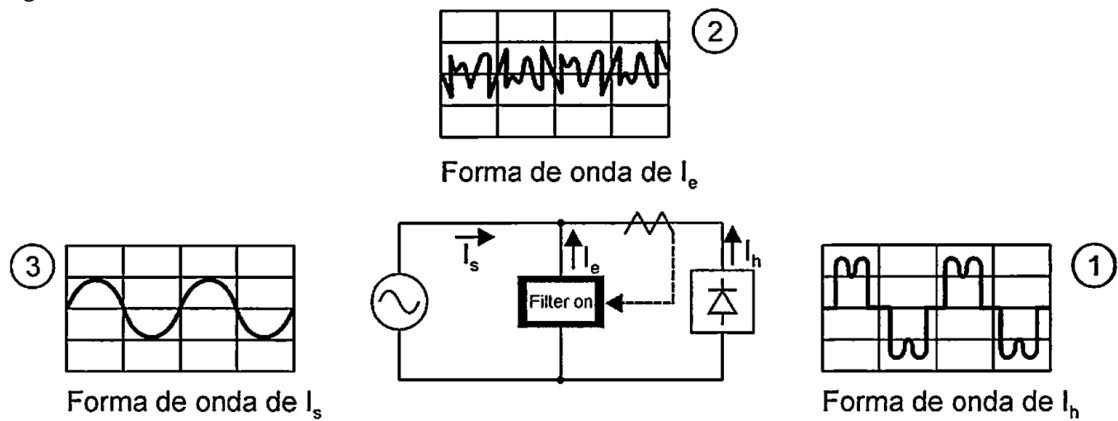 2
Forma de onda de Ie
3
Is
Ie
Filter on
Ih
1
Forma de onda de Is
Forma de onda de Ih